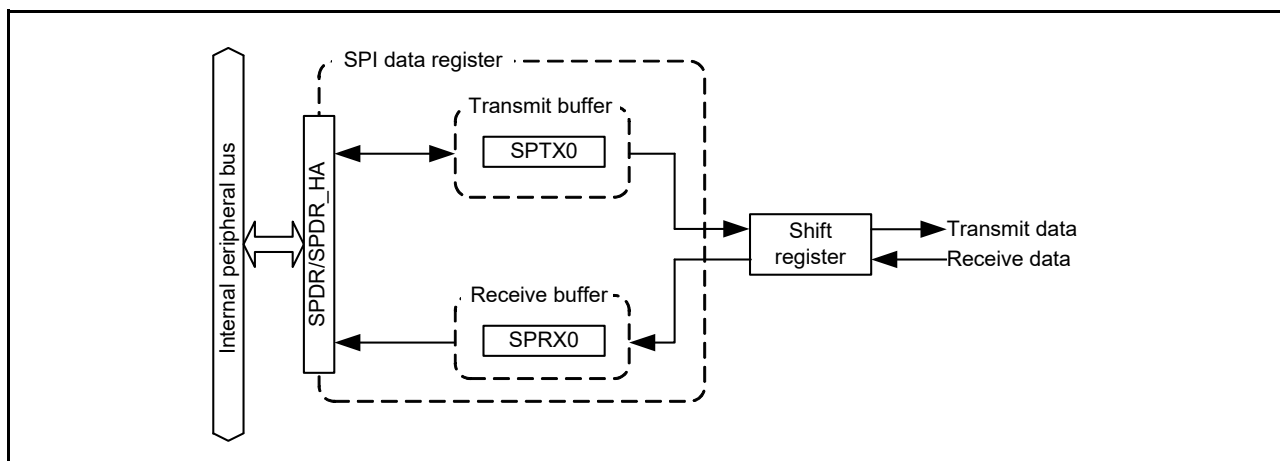 SPI data register
Transmit buffer
SPTX0
Internal peripheral bus
SPDR/SPDR_HA
Shift
register
Transmit data
Receive data
Receive buffer
SPRX0